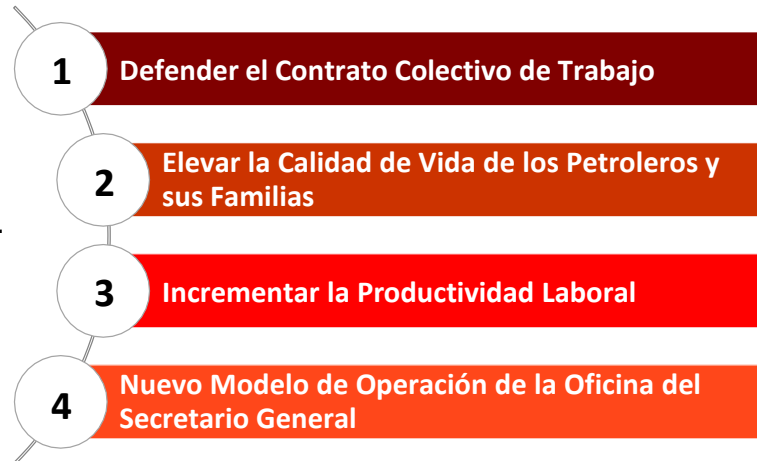 1
Defender el Contrato Colectivo de Trabajo
2
Elevar la Calidad de Vida de los Petroleros y
sus Familias
3
Incrementar la Productividad Laboral
4
Nuevo Modelo de Operación de la Oficina del
Secretario General